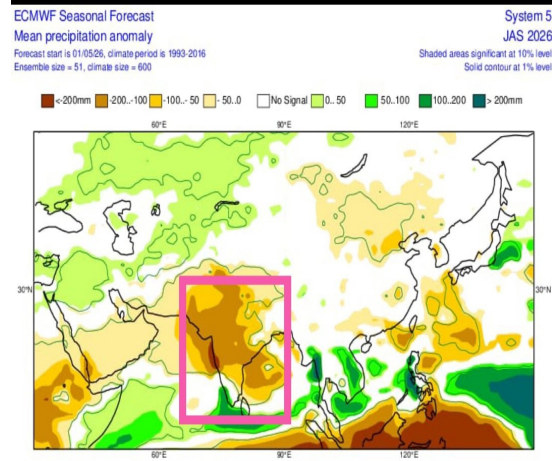 ECMWF Seasonal Forecast
System 5
Mean precipitation anomaly
JAS 2026
Forecast start is 01/05/26, climate period is 1993-2016
Shaded areas significant at 10% level
Ensemble size = 51, climate size = 600
Solid contour at 1% level
<-200mm -200..-100 -100..- 50 - 50..0 No Signal 0.. 50 50..100 100..200 > 200mm
60°E 90°E 120°E
30°N 30°N
60°E 90°E 120°E